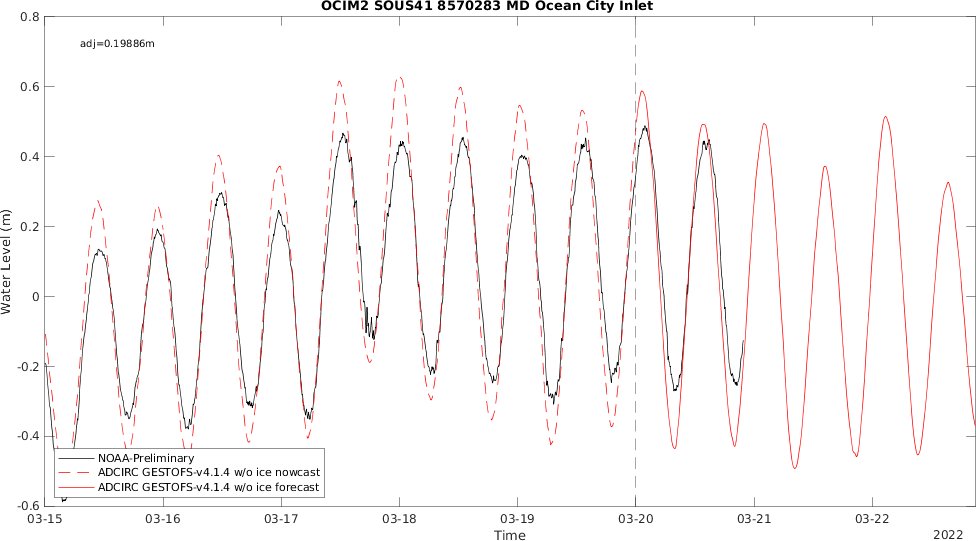 OCIM2 SOUS41 8570283 MD Ocean City Inlet
adj=0.19886m
0.8
0.6
0.4
0.2
0
-0.2
-0.4
-0.6
Water Level (m)
NOAA-Preliminary
ADCIRC GESTOFS-v4.1.4 w/o ice nowcast
ADCIRC GESTOFS-v4.1.4 w/o ice forecast
03-15 03-16 03-17 03-18 03-19 03-20 03-21 03-22
Time
2022